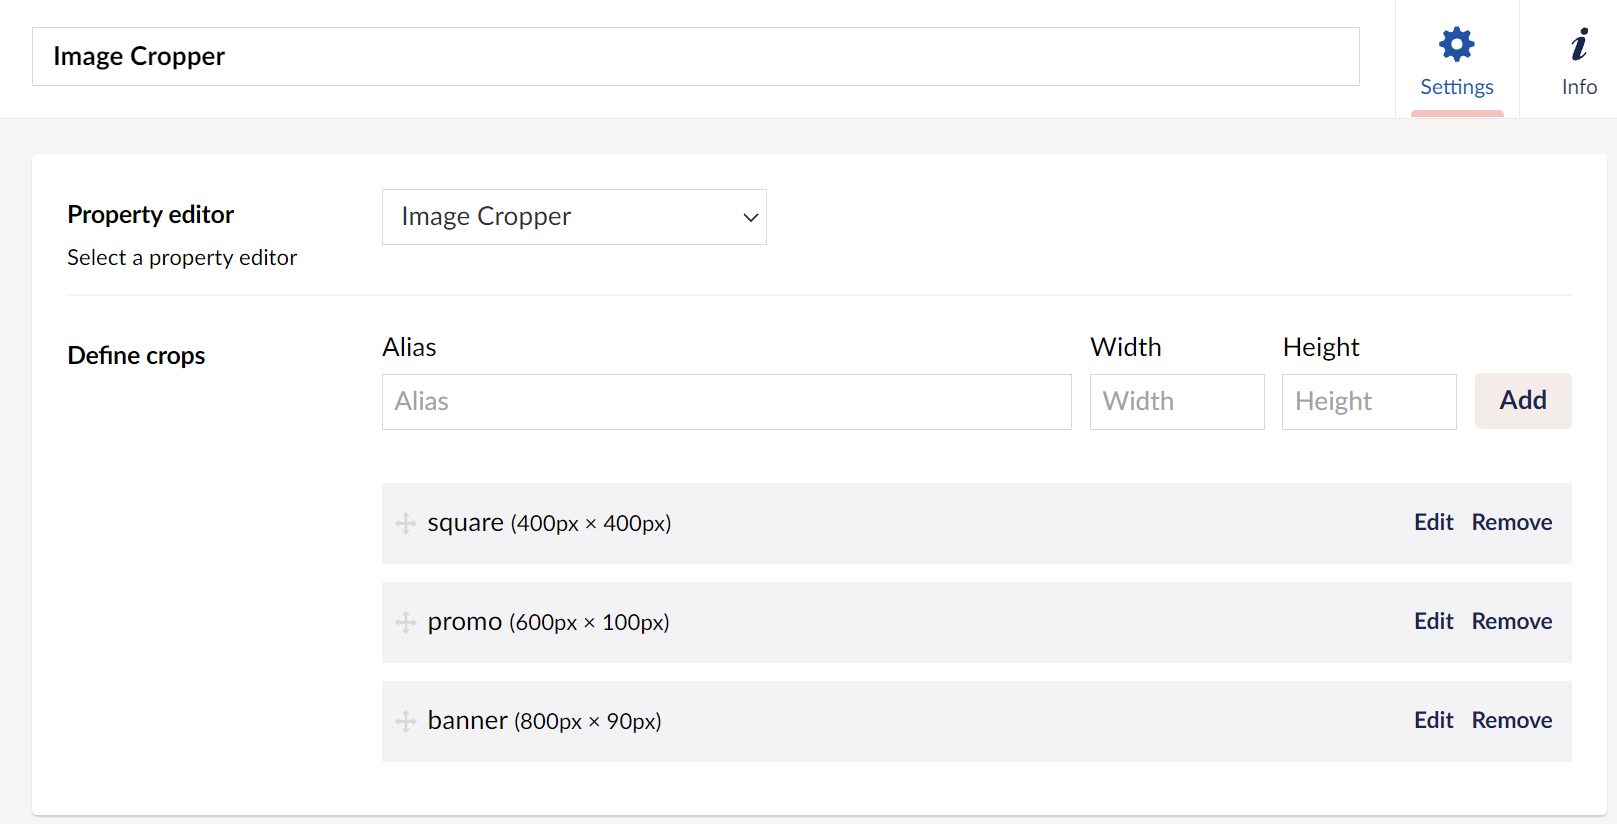 Image Cropper
Settings
Info
Property editor
Image Cropper
Select a property editor
Define crops
Alias Width Height
Alias Width Height Add
square (400px × 400px) Edit Remove
promo (600px × 100px) Edit Remove
banner (800px × 90px) Edit Remove